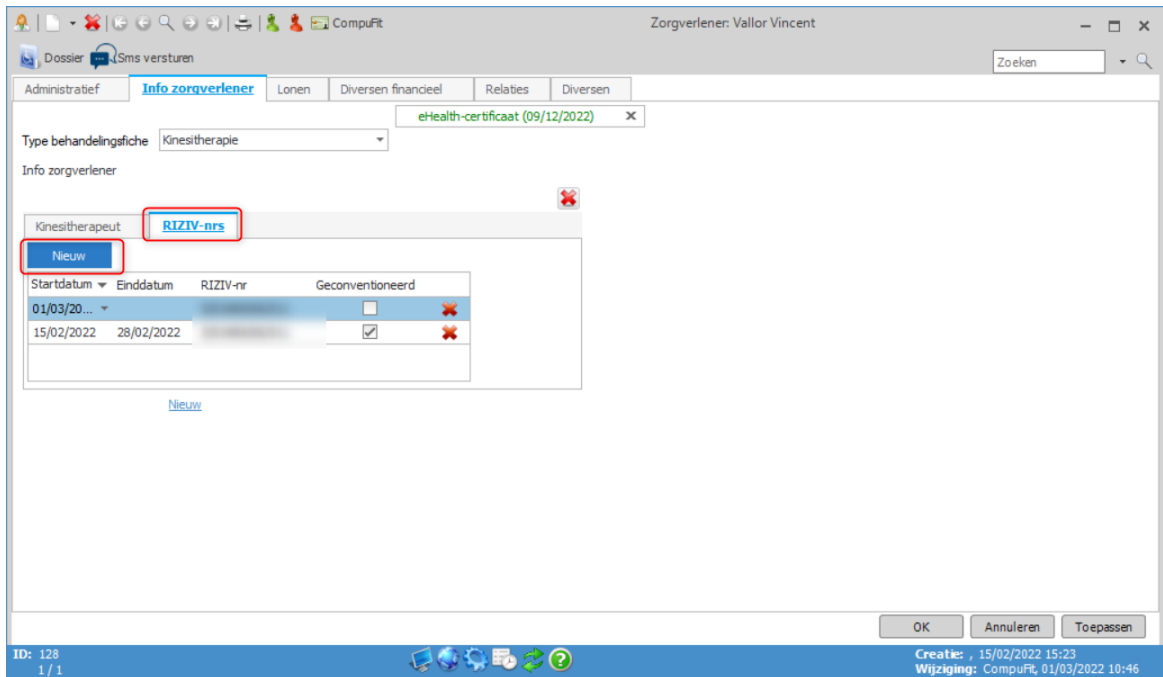 CompuFit Zorgverlener: Vallor Vincent
Dossier Sms versturen Zoeken
Administratief Info zorgverlener Lonen Diversen financieel Relaties Diversen
eHealth-certificaat (09/12/2022)
Type behandelingsfiche Kinesitherapie
Info zorgverlener
Kinesitherapeut RIZIV-nrs
Nieuw
Startdatum Einddatum RIZIV-nr Geconventioneerd
01/03/20...
15/02/2022 28/02/2022
Nieuw
OK Annuleren Toepassen
ID: 128 Creatie: , 15/02/2022 15:23
1 / 1 Wijziging: CompuFit, 01/03/2022 10:46